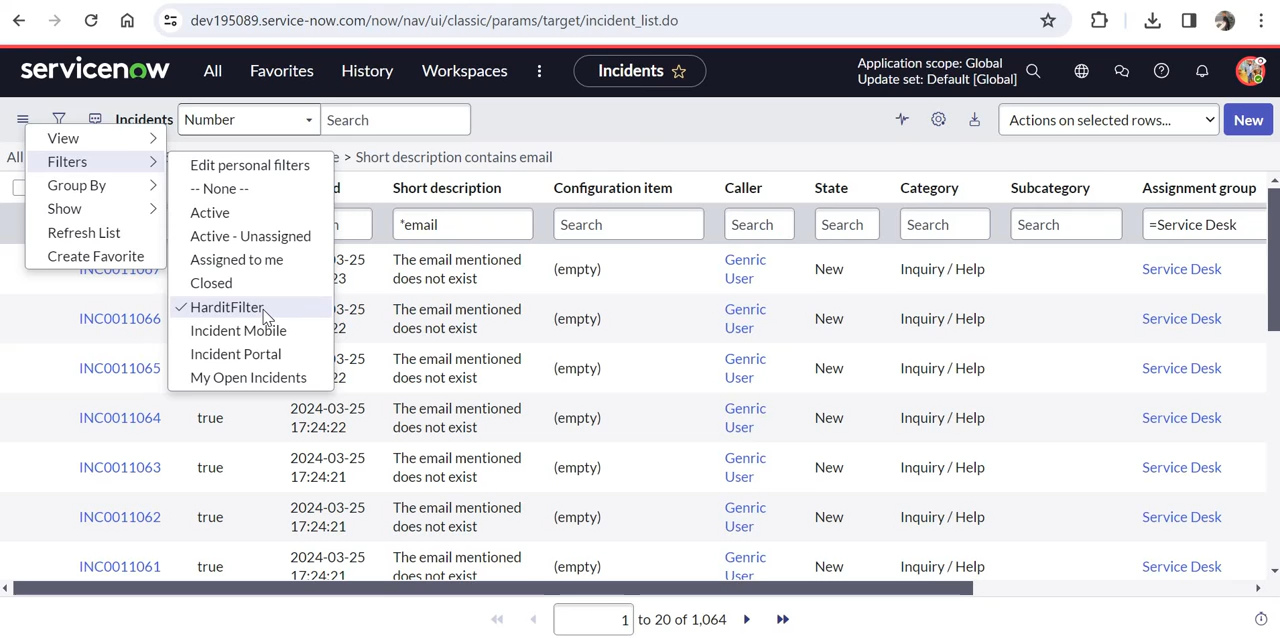 dev195089.service-now.com/now/nav/ui/classic/params/target/incident_list.do
servicenow All Favorites History Workspaces Incidents Application scope: Global
Update set: Default [Global]
Incidents Number Search Actions on selected rows... New
View
Filters
Group By
Show
Refresh List
Create Favorite
Edit personal filters
-- None --
Active
Active - Unassigned
Assigned to me
Closed
HarditFilter
Incident Mobile
Incident Portal
My Open Incidents
All > Short description contains email
Short description Configuration item Caller State Category Subcategory Assignment group
*email Search Search Search Search Search =Service Desk
The email mentioned does not exist (empty) Generic User New Inquiry / Help Service Desk
INC0011066 The email mentioned does not exist (empty) Genric User New Inquiry / Help Service Desk
INC0011065 The email mentioned does not exist (empty) Genric User New Inquiry / Help Service Desk
INC0011064 true 2024-03-25 17:24:22 The email mentioned does not exist (empty) Genric User New Inquiry / Help Service Desk
INC0011063 true 2024-03-25 17:24:21 The email mentioned does not exist (empty) Genric User New Inquiry / Help Service Desk
INC0011062 true 2024-03-25 17:24:21 The email mentioned does not exist (empty) Genric User New Inquiry / Help Service Desk
INC0011061 true 2024-03-25 17:24:21 The email mentioned does not exist (empty) Genric User New Inquiry / Help Service Desk
1 to 20 of 1,064